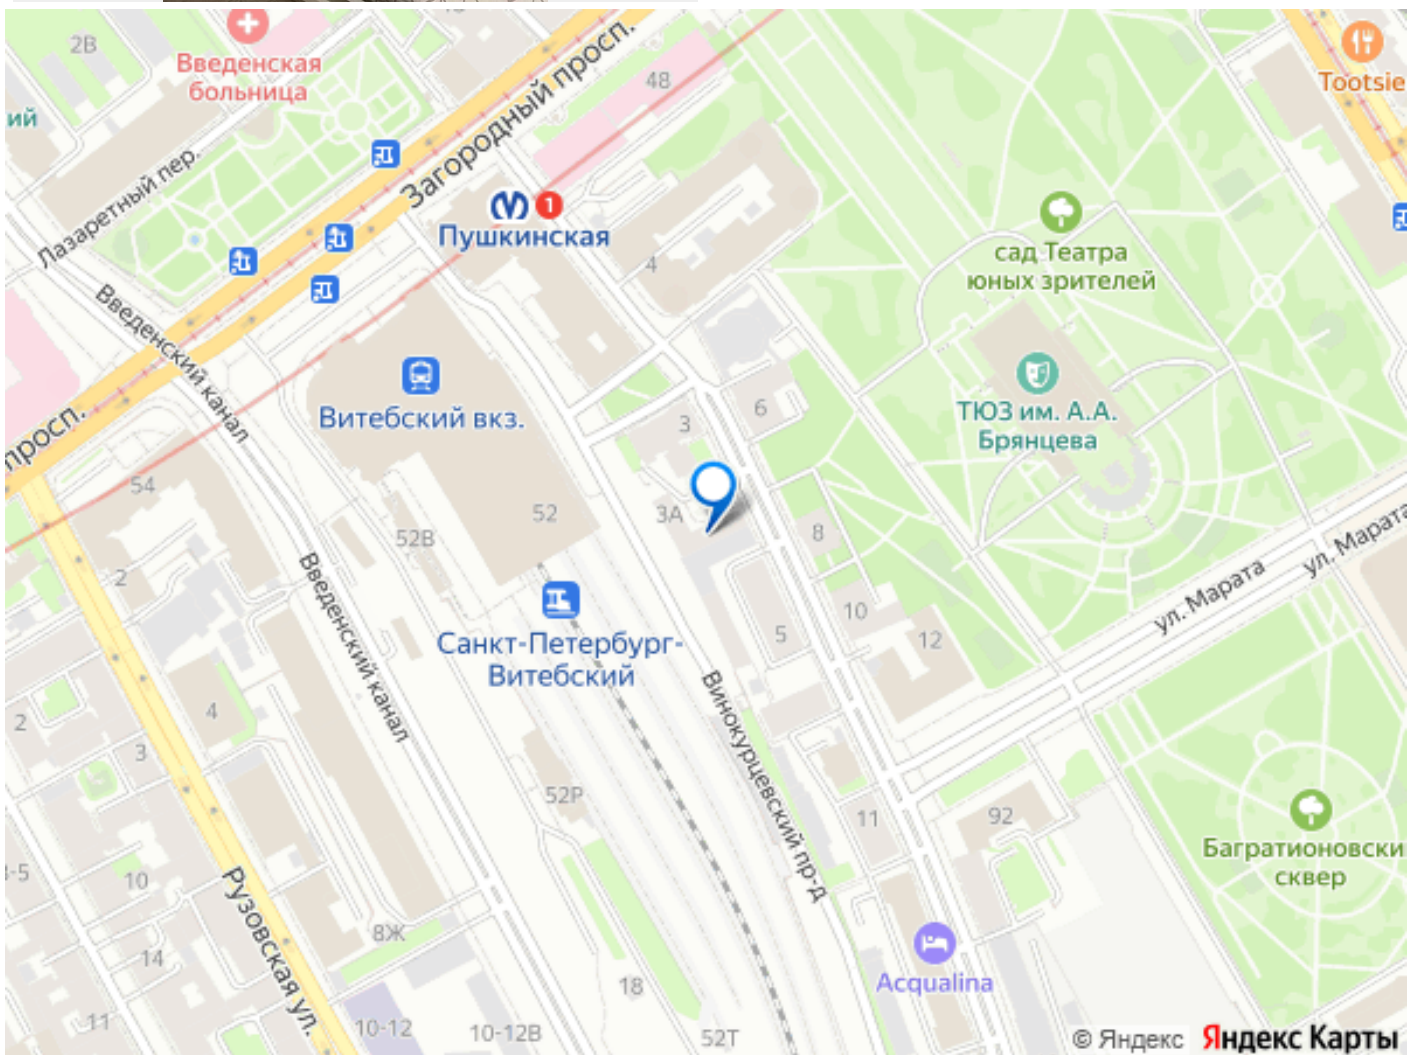 2В
Введенская
больница
ий
Лазаретный пер.
Загородный просп.
48
Tootsie
1
Пушкинская
4
сад Театра
юных зрителей
Введенский канал
Витебский вкз.
ТЮЗ им. А.А.
Брянцева
просп.
3
6
54
52
52В
3А
8
2
Введенский канал
Санкт-Петербург-
Витебский
5
10
12
ул. Марата
ул. Марата
2
4
3
Винокурцевский пр-д
52Р
11
92
Багратионовски
сквер
3-5
10
Рузовская ул.
8Ж
14
Acqualina
18
11
10-12
10-12В
52Т
© Яндекс
Яндекс Карты